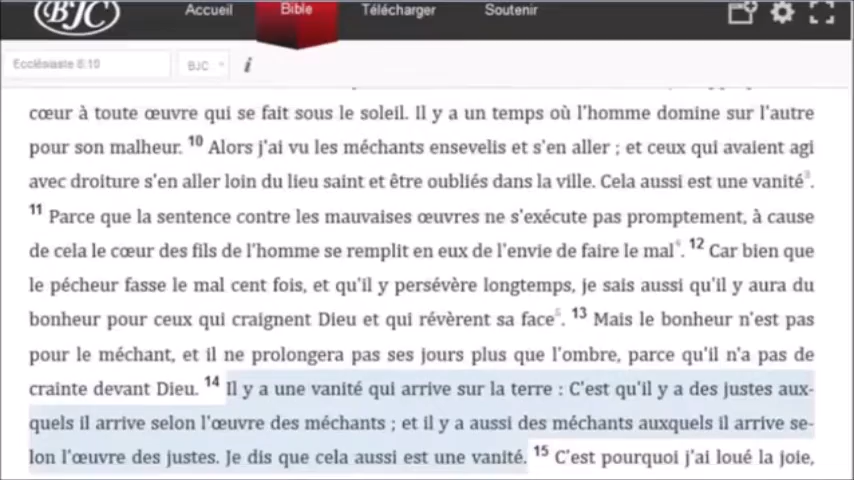 BJC Accueil Bible Télécharger Soutenir
Ecclésiaste 8:10 BJC i
cœur à toute œuvre qui se fait sous le soleil. Il y a un temps où l'homme domine sur l'autre
pour son malheur. 10 Alors j'ai vu les méchants ensevelis et s'en aller ; et ceux qui avaient agi
avec droiture s'en aller loin du lieu saint et être oubliés dans la ville. Cela aussi est une vanité3.
11 Parce que la sentence contre les mauvaises œuvres ne s'exécute pas promptement, à cause
de cela le cœur des fils de l'homme se remplit en eux de l'envie de faire le mal4. 12 Car bien que
le pécheur fasse le mal cent fois, et qu'il y persévère longtemps, je sais aussi qu'il y aura du
bonheur pour ceux qui craignent Dieu et qui révèrent sa face5. 13 Mais le bonheur n'est pas
pour le méchant, et il ne prolongera pas ses jours plus que l'ombre, parce qu'il n'a pas de
crainte devant Dieu. 14 Il y a une vanité qui arrive sur la terre : C'est qu'il y a des justes aux-
quels il arrive selon l'œuvre des méchants ; et il y a aussi des méchants auxquels il arrive se-
lon l'œuvre des justes. Je dis que cela aussi est une vanité. 15 C'est pourquoi j'ai loué la joie,